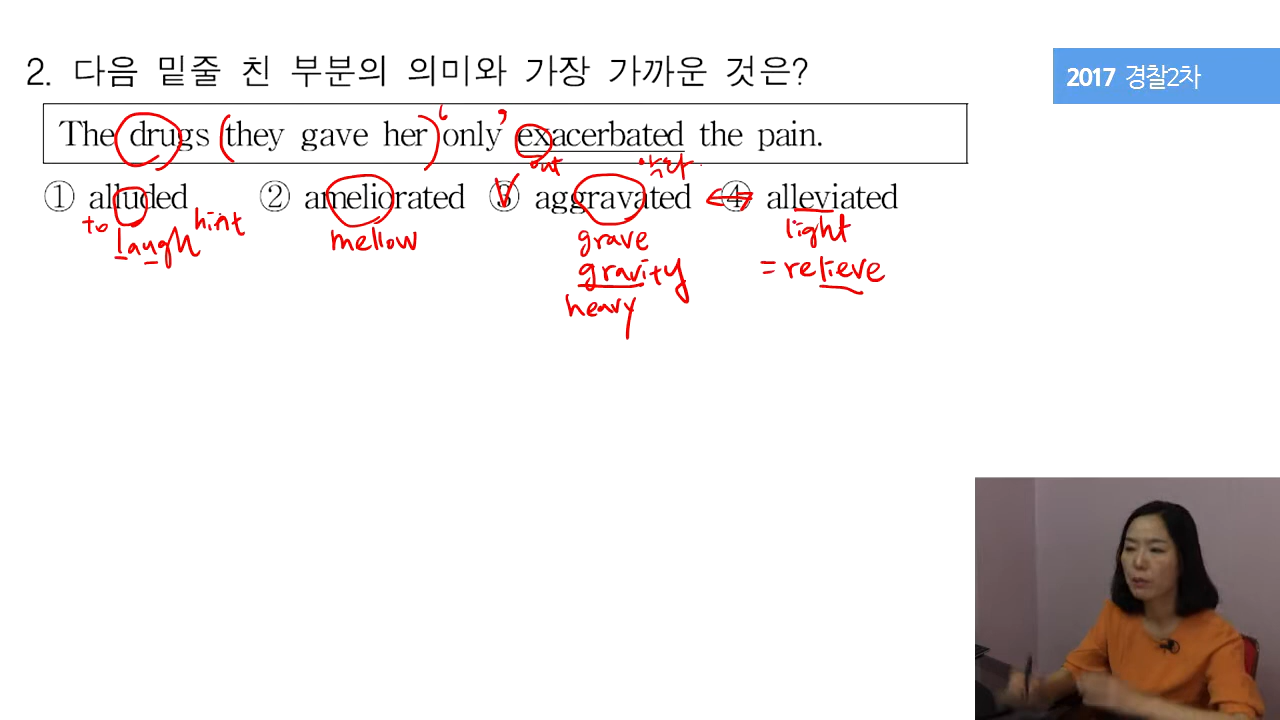 2. 다음 밑줄 친 부분의 의미와 가장 가까운 것은?
2017 경찰2차
The drugs (they gave her) ‘only’ exacerbated the pain.
out
① alluded ② ameliorated ③ aggravated ↔ ④ alleviated
to laugh hint
mellow
grave
gravity
heavy
light
= relieve